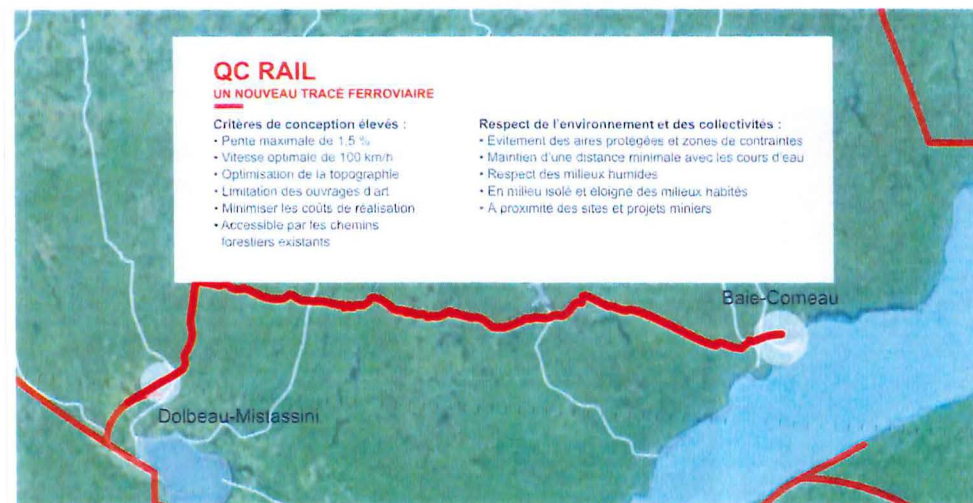 QC RAIL
UN NOUVEAU TRACÉ FERROVIAIRE
Critères de conception élevés :
• Pente maximale de 1,5 %
• Vitesse optimale de 100 km/h
• Optimisation de la topographie
• Limitation des ouvrages d'art
• Minimiser les coûts de réalisation
• Accessible par les chemins
forestiers existants
Respect de l'environnement et des collectivités :
• Évitement des aires protégées et zones de contraintes
• Maintien d'une distance minimale avec les cours d'eau
• Respect des milieux humides
• En milieu isolé et éloigné des milieux habités
• À proximité des sites et projets miniers
Baie-Comeau
Dolbeau-Mistassini